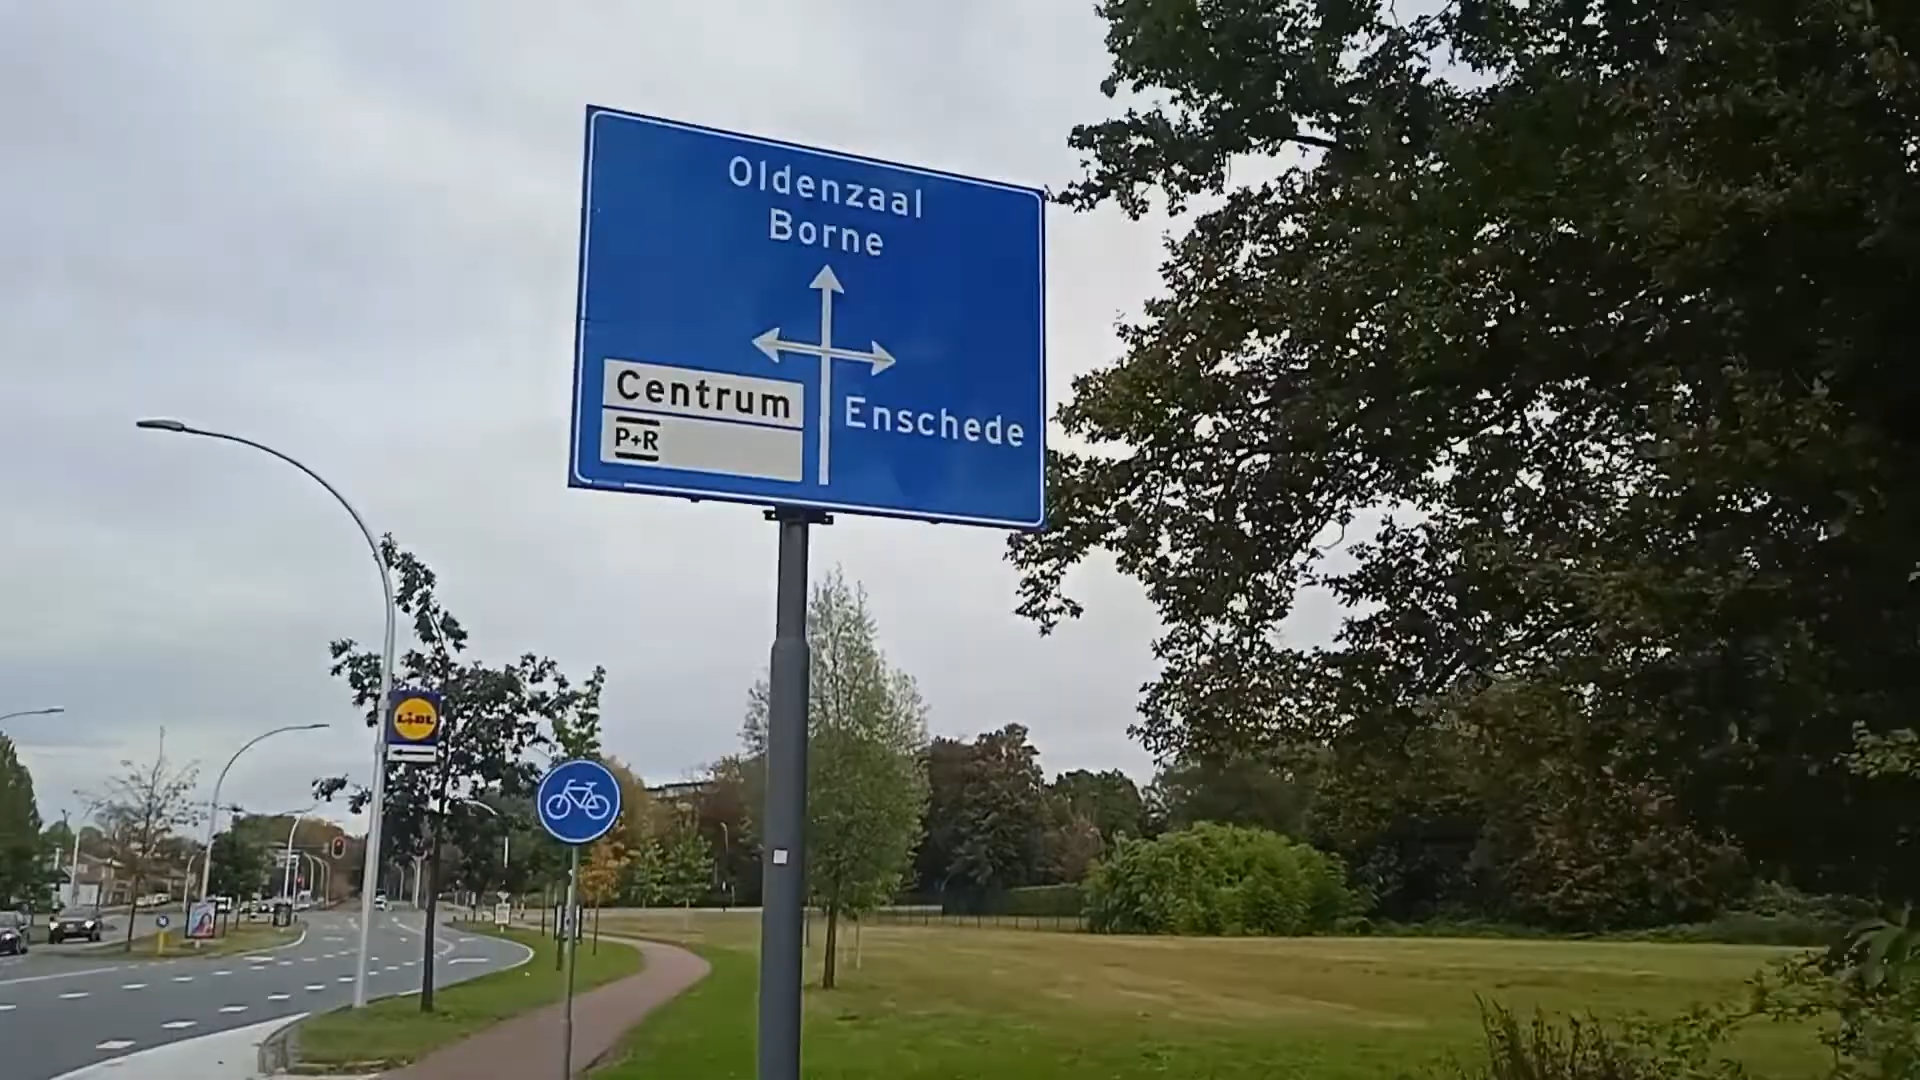 Oldenzaal
Borne
Centrum
P+R
Enschede
LIDL